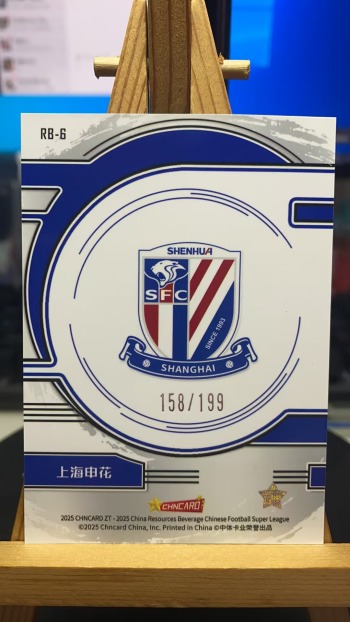 RB-6
SHENHUA
SFC
SINCE 1993
SHANGHAI
158/199
上海申花
CHNCARD
2025 CHNCARD ZT - 2025 China Resources Beverage Chinese Football Super League
©2025 Chncard China, Inc. Printed in China ©中体卡业荣誉出品